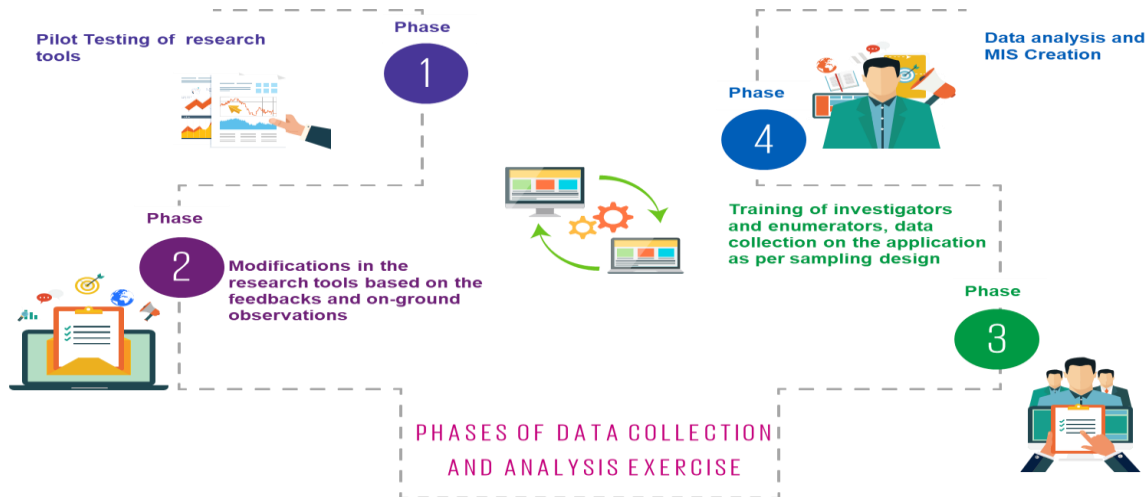 Phase
1
Pilot Testing of research
tools
Phase
2
Modifications in the
research tools based on the
feedbacks and on-ground
observations
Phase
3
Training of investigators
and enumerators, data
collection on the application
as per sampling design
Phase
4
Data analysis and
MIS Creation
PHASES OF DATA COLLECTION
AND ANALYSIS EXERCISE